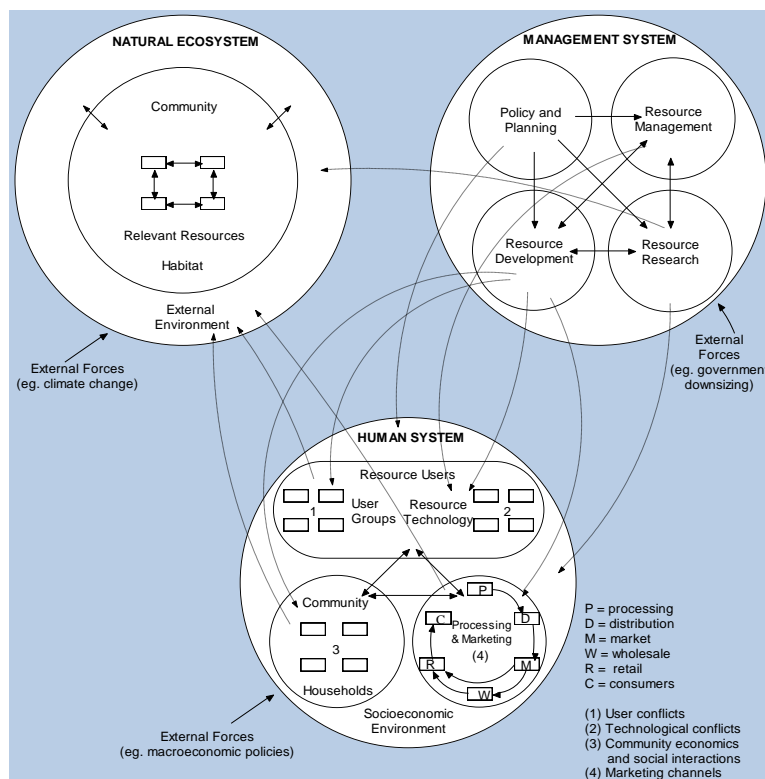 NATURAL ECOSYSTEM
Community
Relevant Resources
Habitat
External
Environment
External Forces
(eg. climate change)
MANAGEMENT SYSTEM
Policy and
Planning
Resource
Management
Resource
Development
Resource
Research
External
Forces
(eg. government
downsizing)
HUMAN SYSTEM
Resource Users
1
User
Groups
Resource
Technology
2
Community
3
Households
P
D
M
W
R
C
Processing
& Marketing
(4)
Socioeconomic
Environment
External Forces
(eg. macroeconomic policies)
P = processing
D = distribution
M = market
W = wholesale
R = retail
C = consumers
(1) User conflicts
(2) Technological conflicts
(3) Community economics
and social interactions
(4) Marketing channels